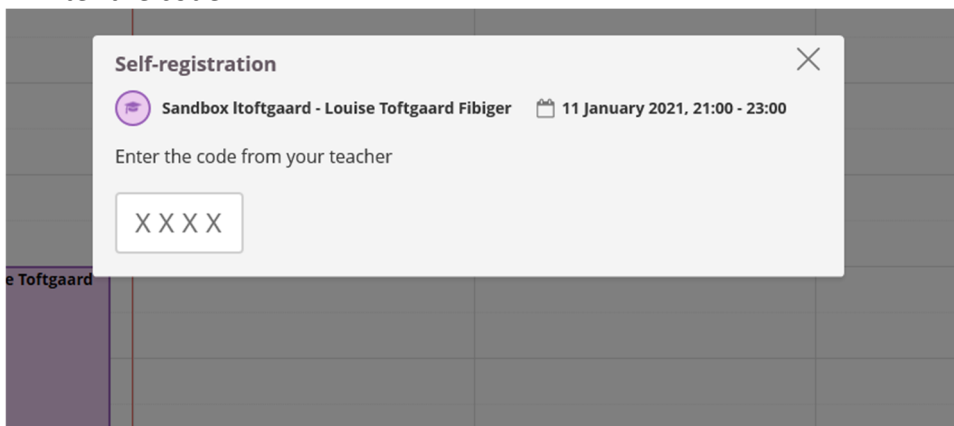 Self-registration
Sandbox ltoftgaard - Louise Toftgaard Fibiger 11 January 2021, 21:00 - 23:00
Enter the code from your teacher
X X X X
e Toftgaard